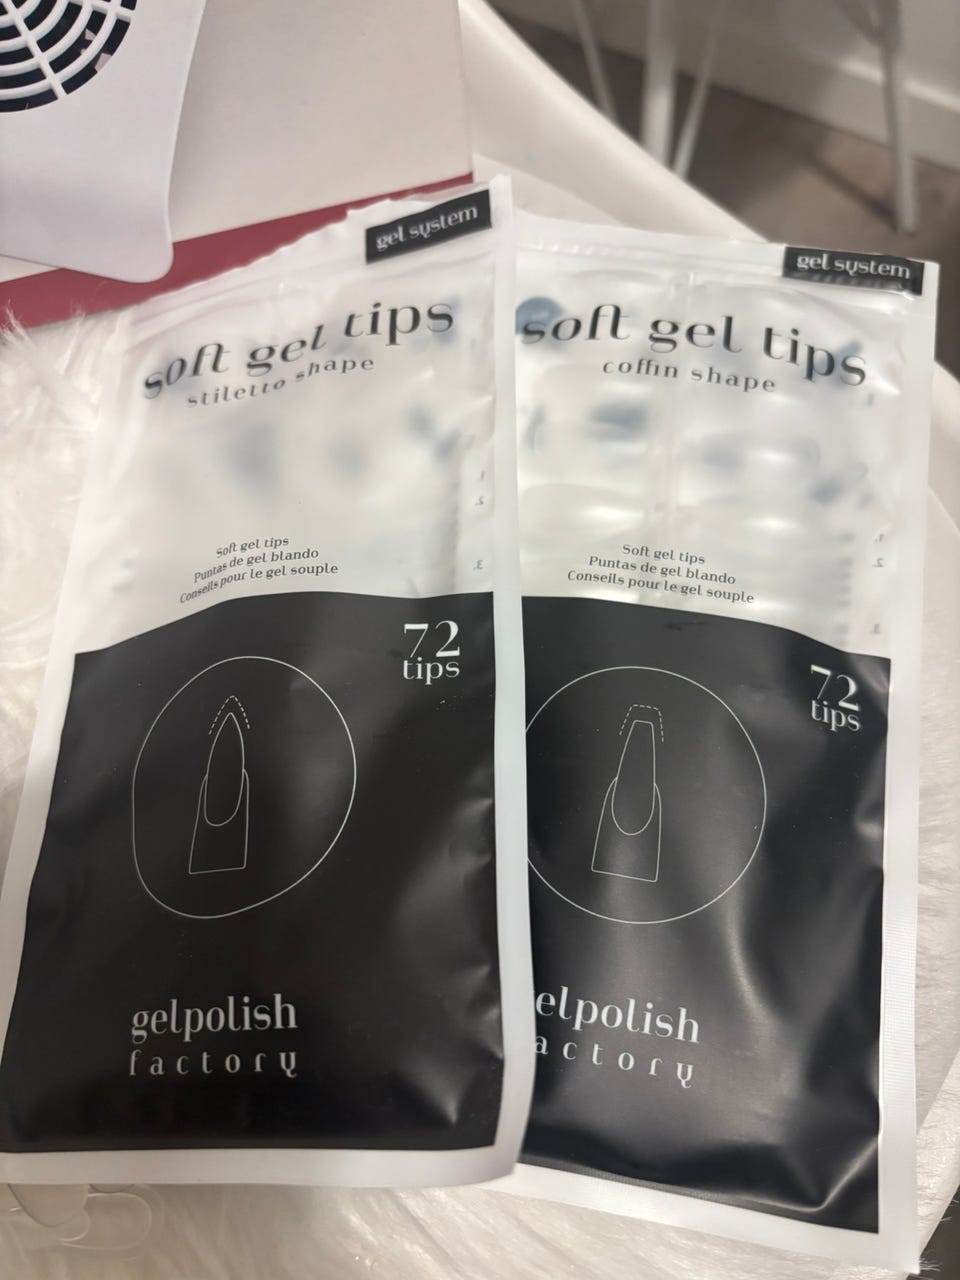 gel system
soft gel tips
stiletto shape
Soft gel tips
Puntas de gel blando
Conseils pour le gel souple
72
tips
gelpolish
factory
gel system
soft gel tips
coffin shape
Soft gel tips
Puntas de gel blando
Conseils pour le gel souple
72
tips
elpolish
actory